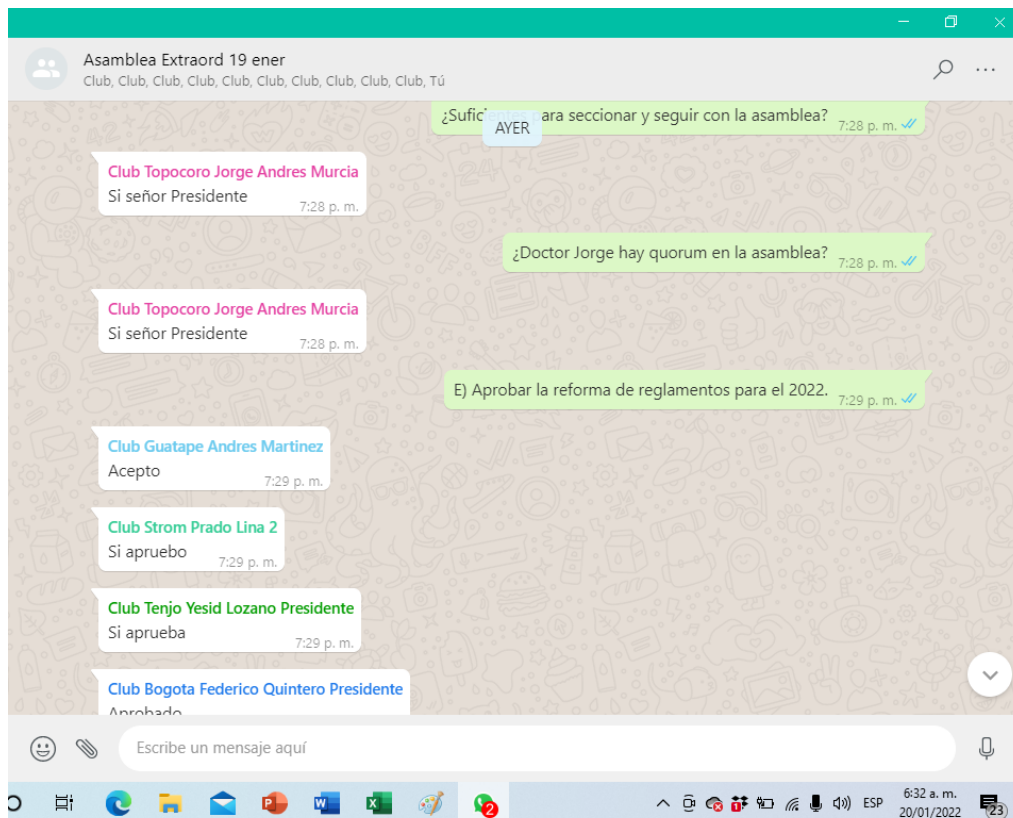 Asamblea Extraord 19 ener
Club, Club, Club, Club, Club, Club, Club, Club, Club, Club, Tú
¿Suficientes para seccionar y seguir con la asamblea?
7:28 p. m.
AYER
Club Topocoro Jorge Andres Murcia
Si señor Presidente
7:28 p. m.
¿Doctor Jorge hay quorum en la asamblea?
7:28 p. m.
Club Topocoro Jorge Andres Murcia
Si señor Presidente
7:28 p. m.
E) Aprobar la reforma de reglamentos para el 2022.
7:29 p. m.
Club Guatape Andres Martinez
Acepto
7:29 p. m.
Club Strom Prado Lina 2
Si apruebo
7:29 p. m.
Club Tenjo Yesid Lozano Presidente
Si aprueba
7:29 p. m.
Club Bogota Federico Quintero Presidente
Aprobado
Escribe un mensaje aquí
2
ESP
6:32 a. m.
20/01/2022
23